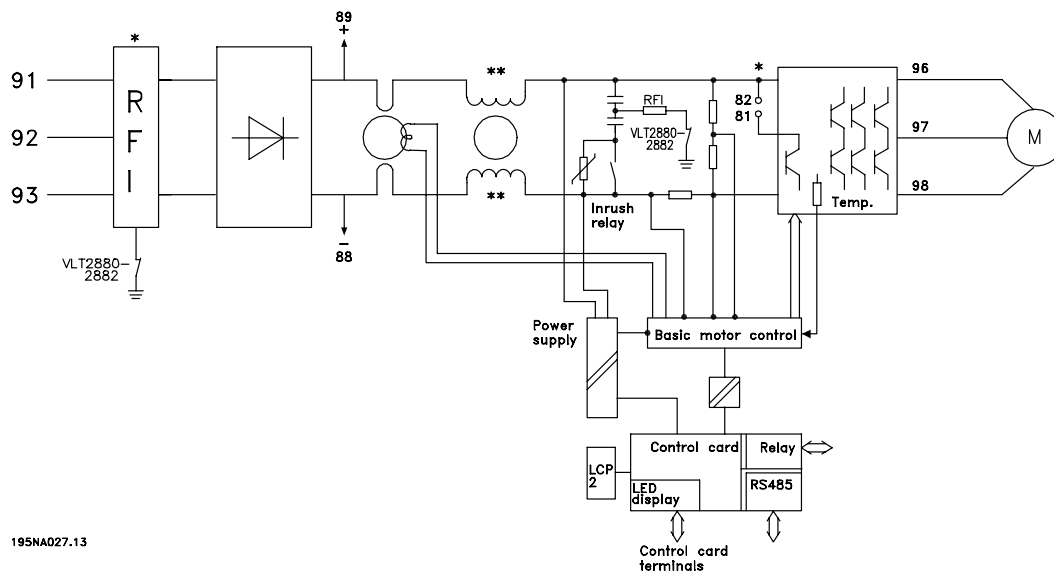 89
+
*
91
92
93
R
F
I
VLT2880-
2882
88
–
**
**
RFI
VLT2880-
2882
Inrush
relay
*
82
81
Temp.
96
97
98
M
Power
supply
Basic motor control
Control card
Relay
LCP
2
LED
display
RS485
Control card
terminals
195NA027.13